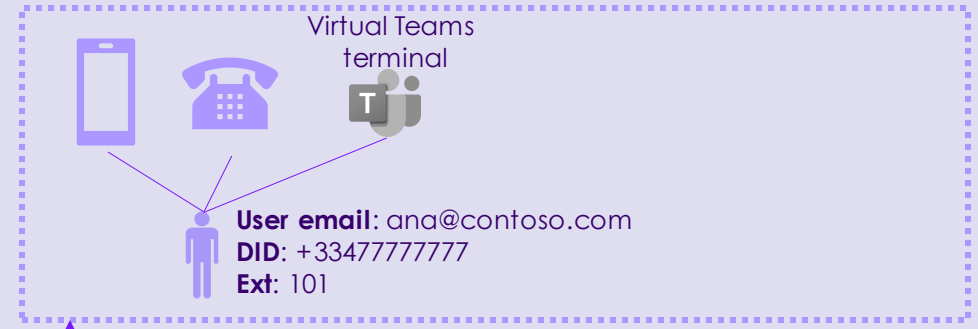 Virtual Teams
terminal
T
User email: ana@contoso.com
DID: +33477777777
Ext: 101